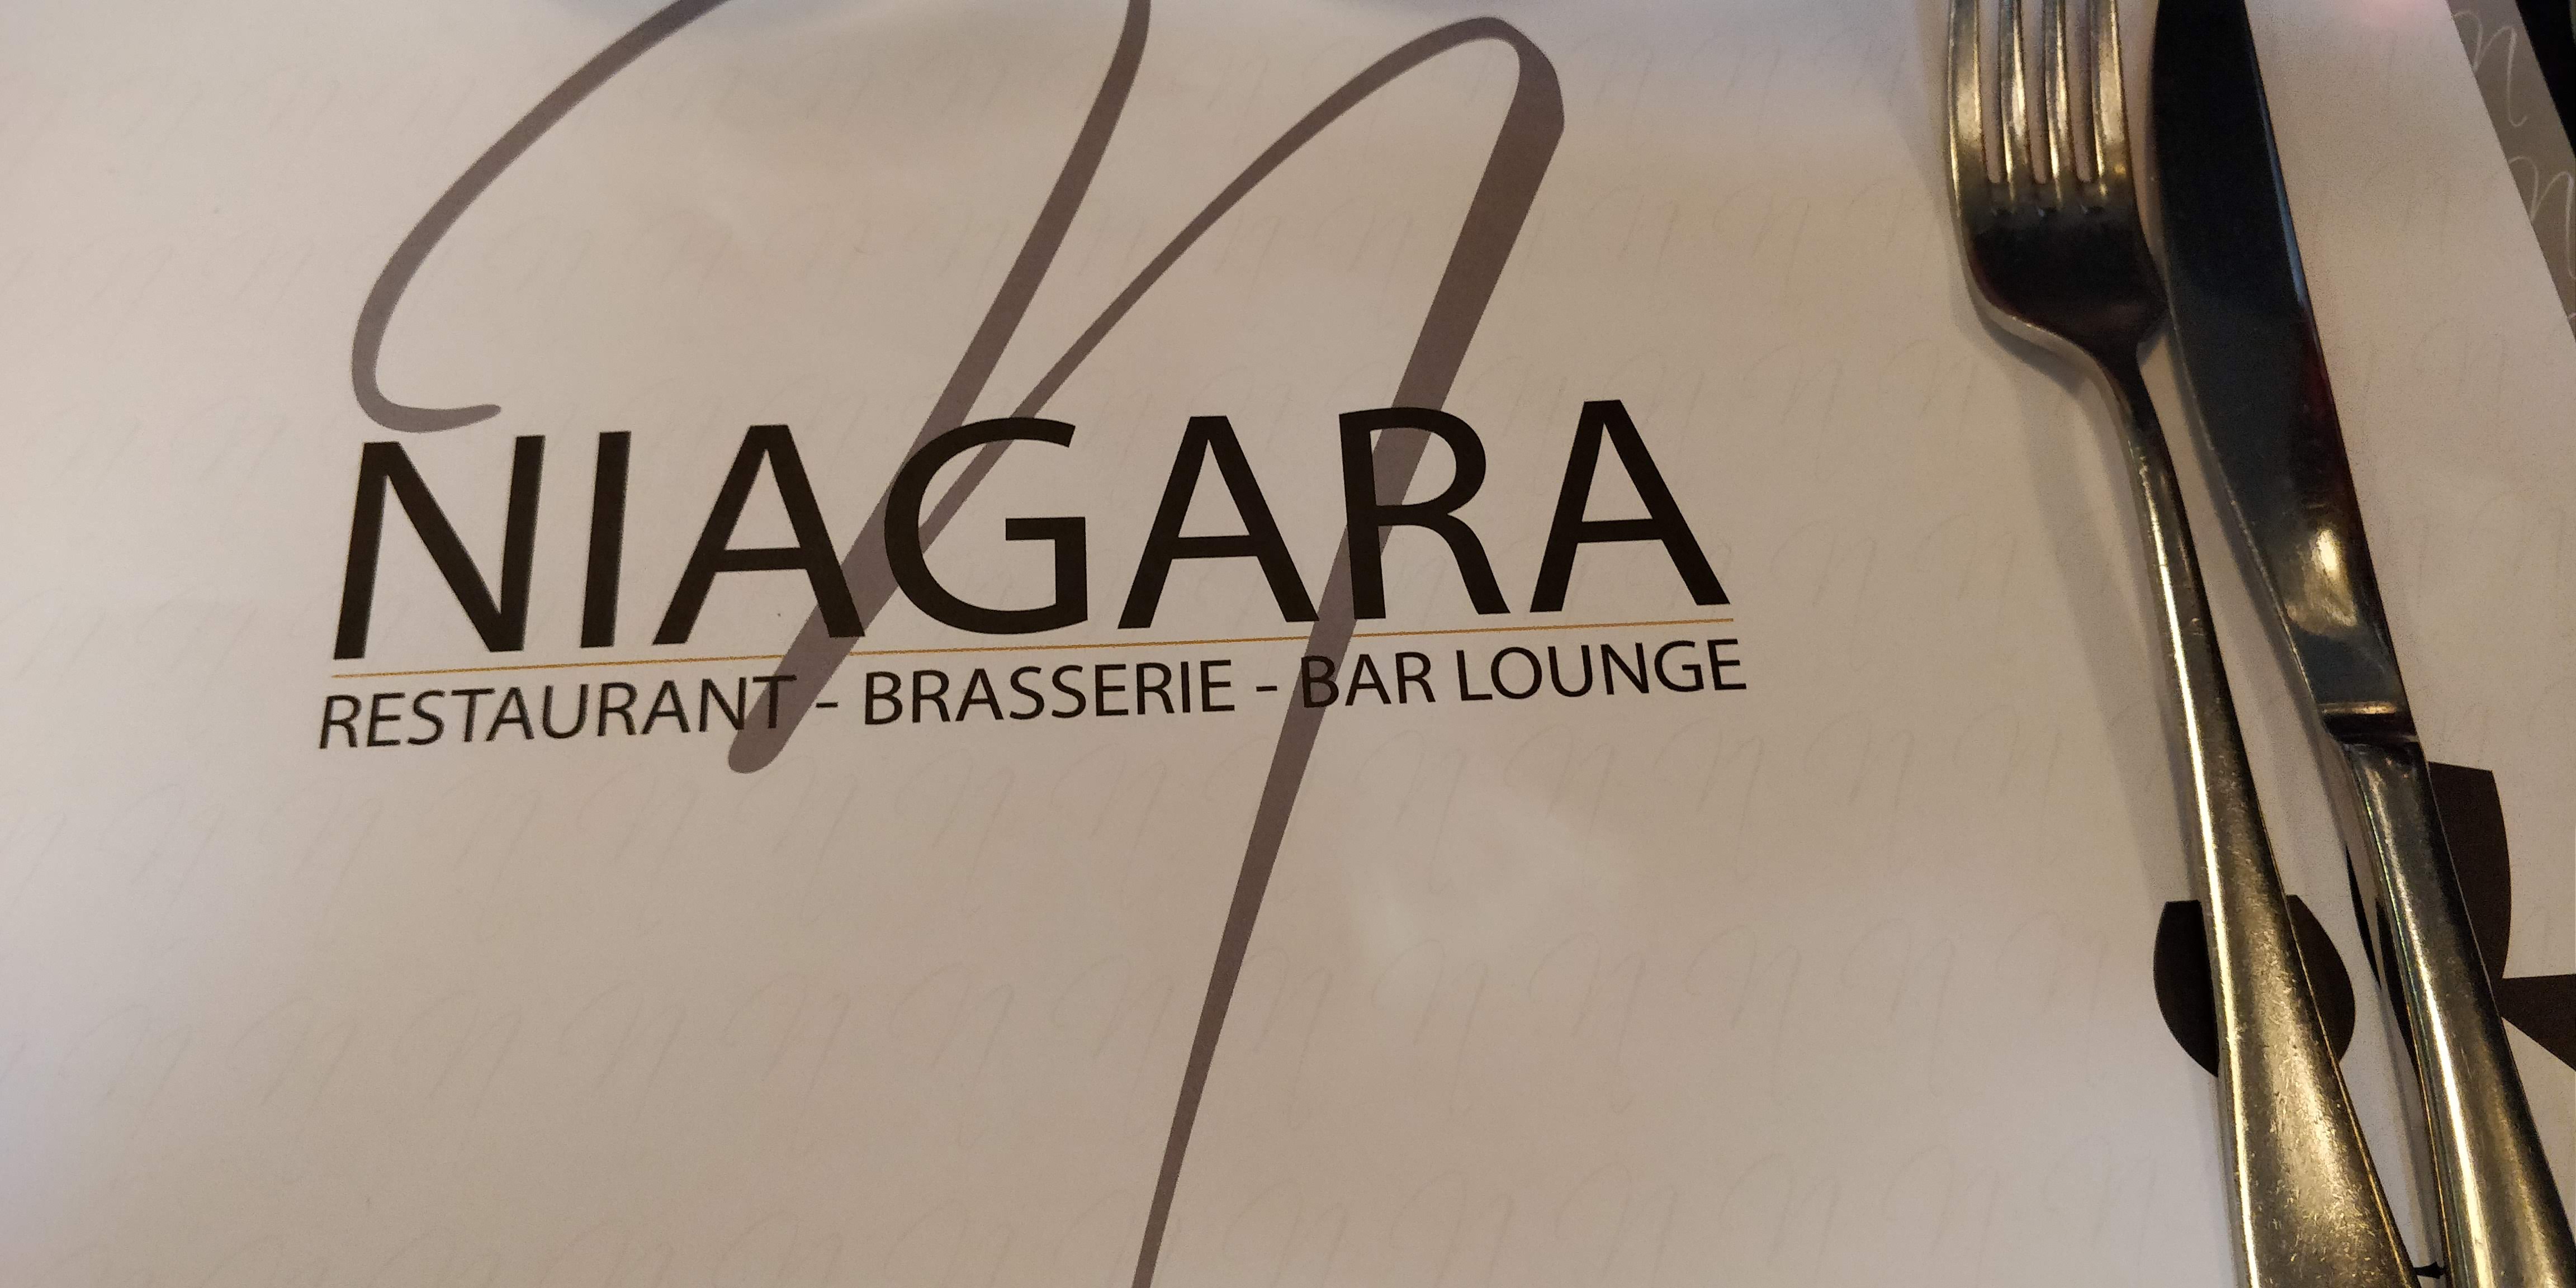 NIAGARA
RESTAURANT - BRASSERIE - BAR LOUNGE